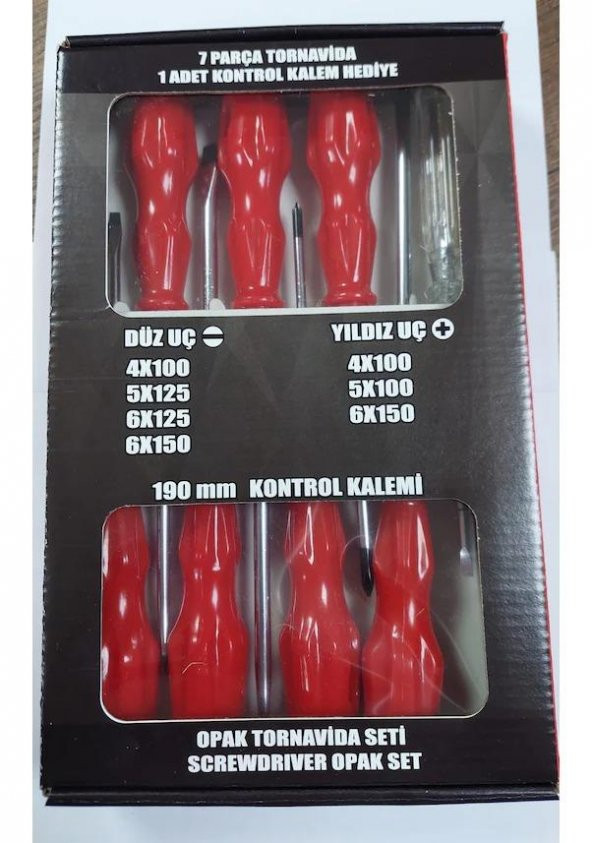 7 PARÇA TORNAVİDA
1 ADET KONTROL KALEM HEDİYE
DÜZ UÇ
4X100
5X125
6X125
6X150
YILDIZ UÇ
4X100
5X100
6X150
190 mm KONTROL KALEMİ
OPAK TORNAVİDA SETİ
SCREWDRIVER OPAK SET